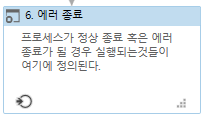 6. 에러 종료
프로세스가 정상 종료 혹은 에러
종료가 될 경우 실행되는것들이
여기에 정의된다.